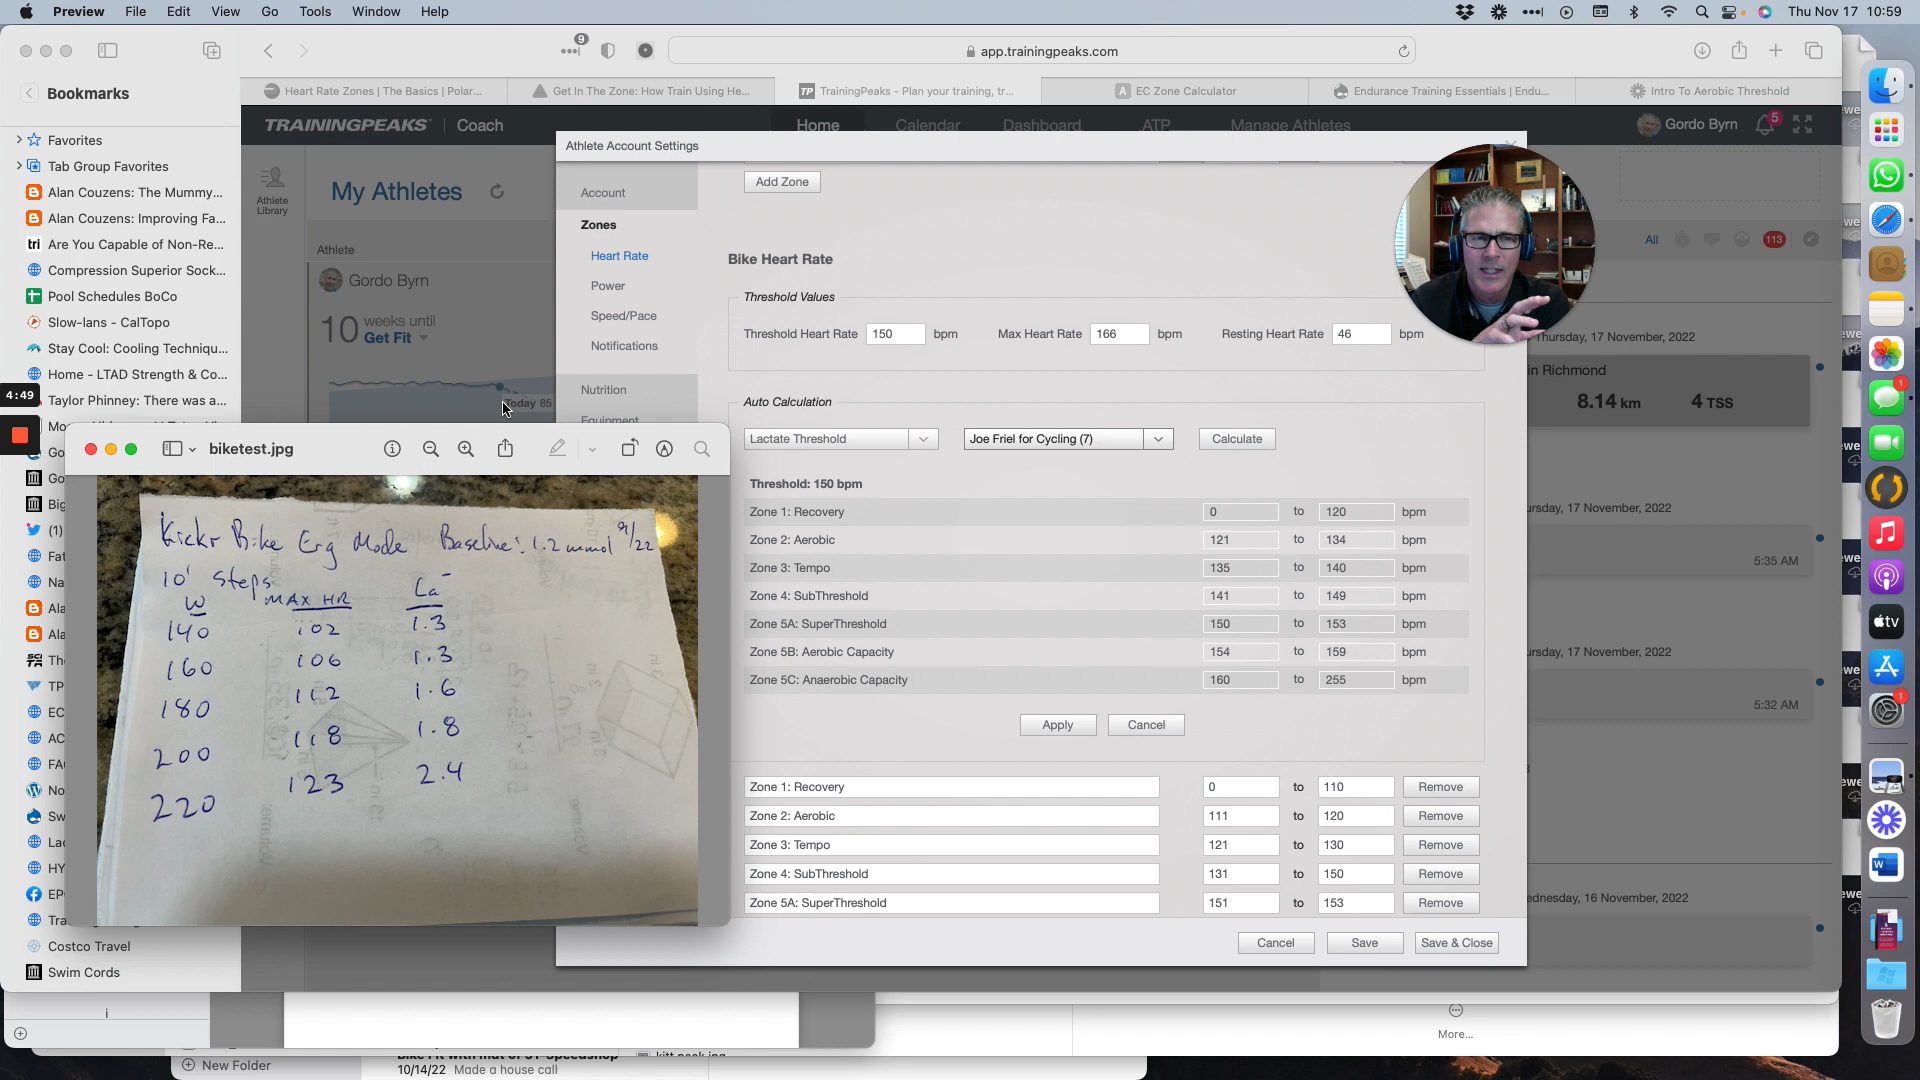 Preview File Edit View Go Tools Window Help
Thu Nov 17 10:59
9
app.trainingpeaks.com
Bookmarks
Heart Rate Zones | The Basics | Polar...
Get In The Zone: How Train Using He...
TP TrainingPeaks - Plan your training, tr...
A EC Zone Calculator
Endurance Training Essentials | Endu...
Intro To Aerobic Threshold
Favorites
Tab Group Favorites
Alan Couzens: The Mummy...
Alan Couzens: Improving Fa...
tri Are You Capable of Non-Re...
Compression Superior Sock...
Pool Schedules BoCo
Slow-lans - CalTopo
Stay Cool: Cooling Techniqu...
Home - LTAD Strength & Co...
Taylor Phinney: There was a...
4:49
Costco Travel
Swim Cords
TRAININGPEAKS Coach
Home Calendar Dashboard ATP Manage Athletes
Gordo Byrn
5
Athlete
Library
My Athletes
Athlete
Gordo Byrn
10 weeks until
Get Fit
Today 85
Athlete Account Settings
Account
Zones
Heart Rate
Power
Speed/Pace
Notifications
Nutrition
Equipment
Add Zone
Bike Heart Rate
Threshold Values
Threshold Heart Rate 150 bpm Max Heart Rate 166 bpm Resting Heart Rate 46 bpm
Auto Calculation
Lactate Threshold Joe Friel for Cycling (7) Calculate
Threshold: 150 bpm
Zone 1: Recovery 0 to 120 bpm
Zone 2: Aerobic 121 to 134 bpm
Zone 3: Tempo 135 to 140 bpm
Zone 4: SubThreshold 141 to 149 bpm
Zone 5A: SuperThreshold 150 to 153 bpm
Zone 5B: Aerobic Capacity 154 to 159 bpm
Zone 5C: Anaerobic Capacity 160 to 255 bpm
Apply Cancel
Zone 1: Recovery 0 to 110 Remove
Zone 2: Aerobic 111 to 120 Remove
Zone 3: Tempo 121 to 130 Remove
Zone 4: SubThreshold 131 to 150 Remove
Zone 5A: SuperThreshold 151 to 153 Remove
Cancel Save Save & Close
biketest.jpg
Kickr Bike Erg Mode Baseline: 1.2 mmol 9/22
10' steps
W MAX HR La-
140 102 1.3
160 106 1.3
180 112 1.6
200 118 1.8
220 123 2.4
All
113
Thursday, 17 November, 2022
in Richmond
8.14 km 4 TSS
17 November, 2022
5:35 AM
17 November, 2022
5:32 AM
16 November, 2022
More...
New Folder
10/14/22 Made a house call
tv
1
1